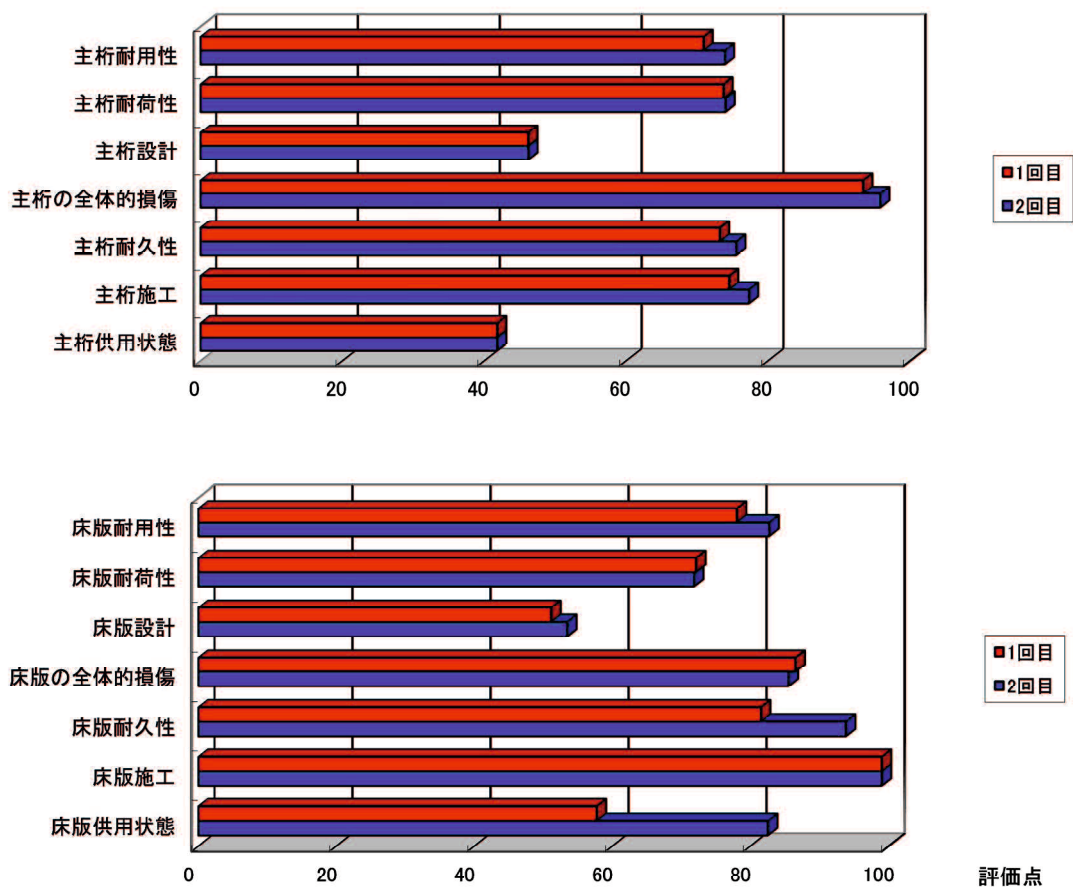 主桁耐用性
主桁耐荷性
主桁設計
主桁の全体的損傷
主桁耐久性
主桁施工
主桁供用状態
0 20 40 60 80 100
1回目
2回目
床版耐用性
床版耐荷性
床版設計
床版の全体的損傷
床版耐久性
床版施工
床版供用状態
0 20 40 60 80 100
評価点
1回目
2回目